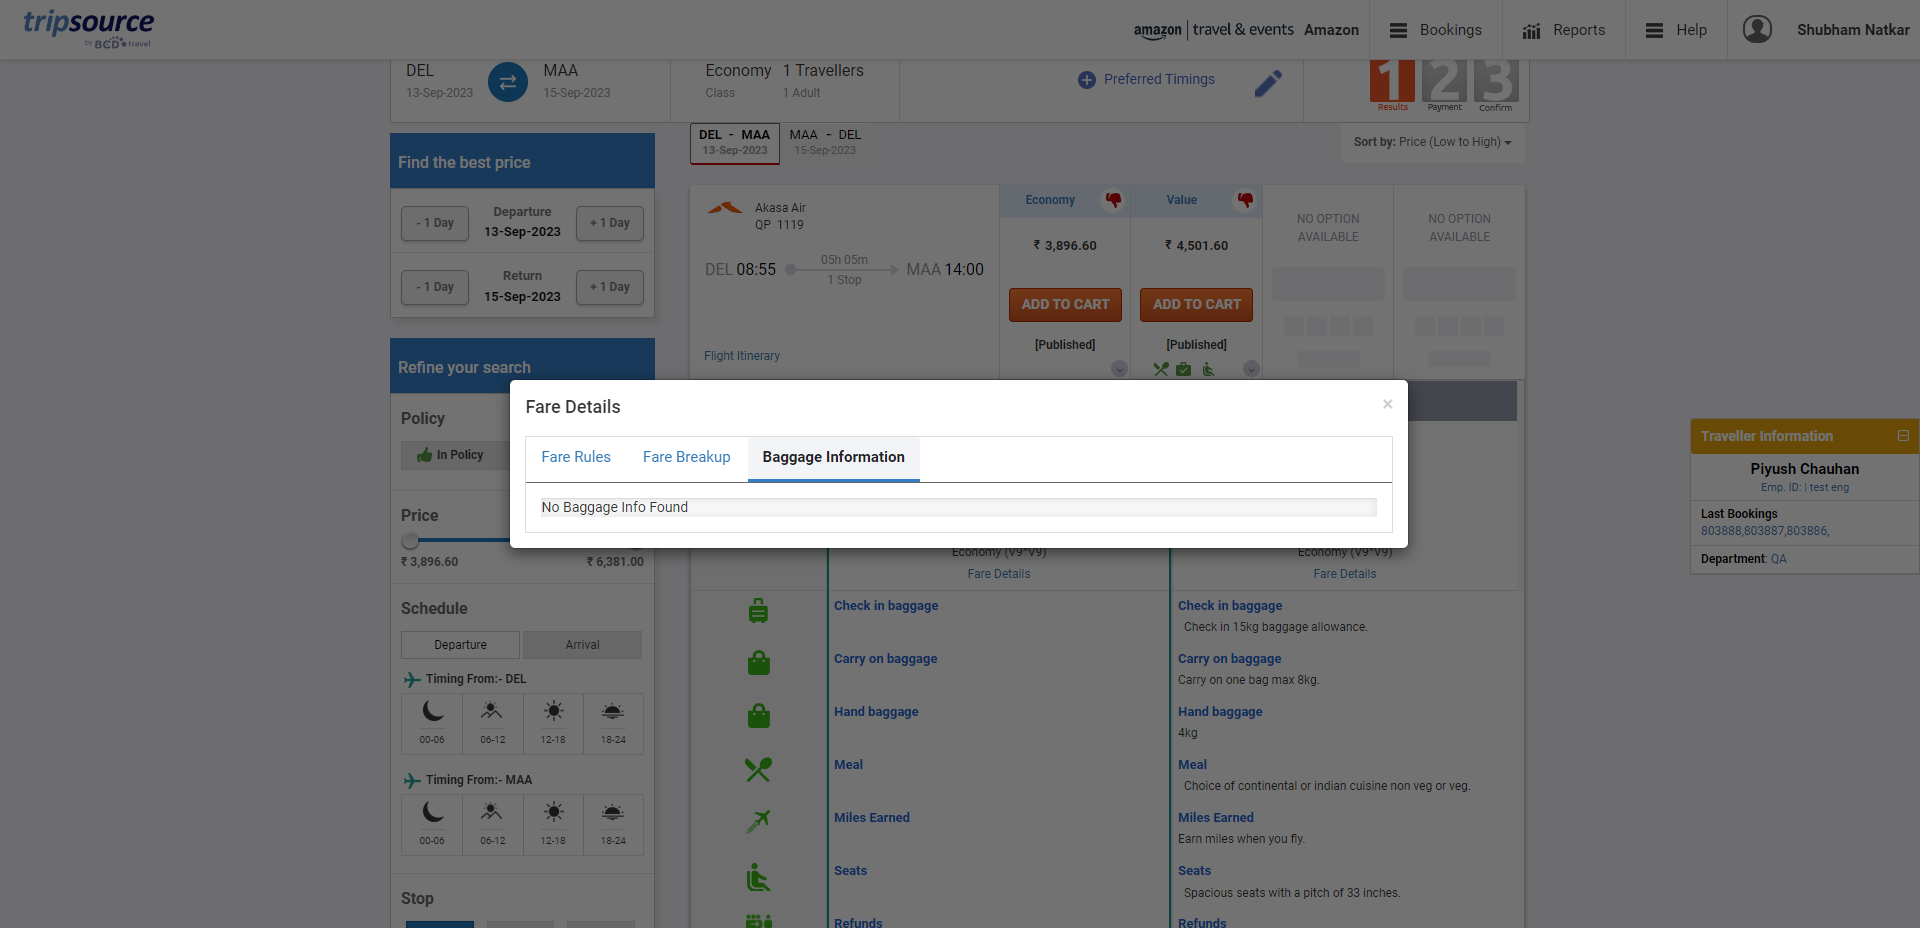 tripsource
by BCD travel
amazon | travel & events Amazon
Bookings
Reports
Help
Shubham Natkar
DEL
13-Sep-2023
MAA
15-Sep-2023
Economy
Class
1 Travellers
1 Adult
Preferred Timings
1 2 3
Results Payment Confirm
DEL - MAA
13-Sep-2023
MAA - DEL
15-Sep-2023
Sort by: Price (Low to High)
Find the best price
- 1 Day
Departure
13-Sep-2023
+ 1 Day
- 1 Day
Return
15-Sep-2023
+ 1 Day
Akasa Air
QP 1119
DEL 08:55
05h 05m
1 Stop
MAA 14:00
Flight Itinerary
Economy
₹ 3,896.60
ADD TO CART
[Published]
Value
₹ 4,501.60
ADD TO CART
[Published]
NO OPTION
AVAILABLE
NO OPTION
AVAILABLE
Refine your search
Policy
In Policy
Price
₹ 3,896.60
₹ 6,381.00
Schedule
Departure
Arrival
Timing From:- DEL
00-06
06-12
12-18
18-24
Timing From:- MAA
00-06
06-12
12-18
18-24
Stop
Fare Details
×
Fare Rules
Fare Breakup
Baggage Information
No Baggage Info Found
Economy (V9*V9)
Fare Details
Economy (V9*V9)
Fare Details
Check in baggage
Check in baggage
Check in 15kg baggage allowance.
Carry on baggage
Carry on baggage
Carry on one bag max 8kg.
Hand baggage
Hand baggage
4kg
Meal
Meal
Choice of continental or indian cuisine non veg or veg.
Miles Earned
Miles Earned
Earn miles when you fly.
Seats
Seats
Spacious seats with a pitch of 33 inches.
Refunds
Refunds
Traveller Information
Piyush Chauhan
Emp. ID: | test eng
Last Bookings
803888,803887,803886,
Department: QA